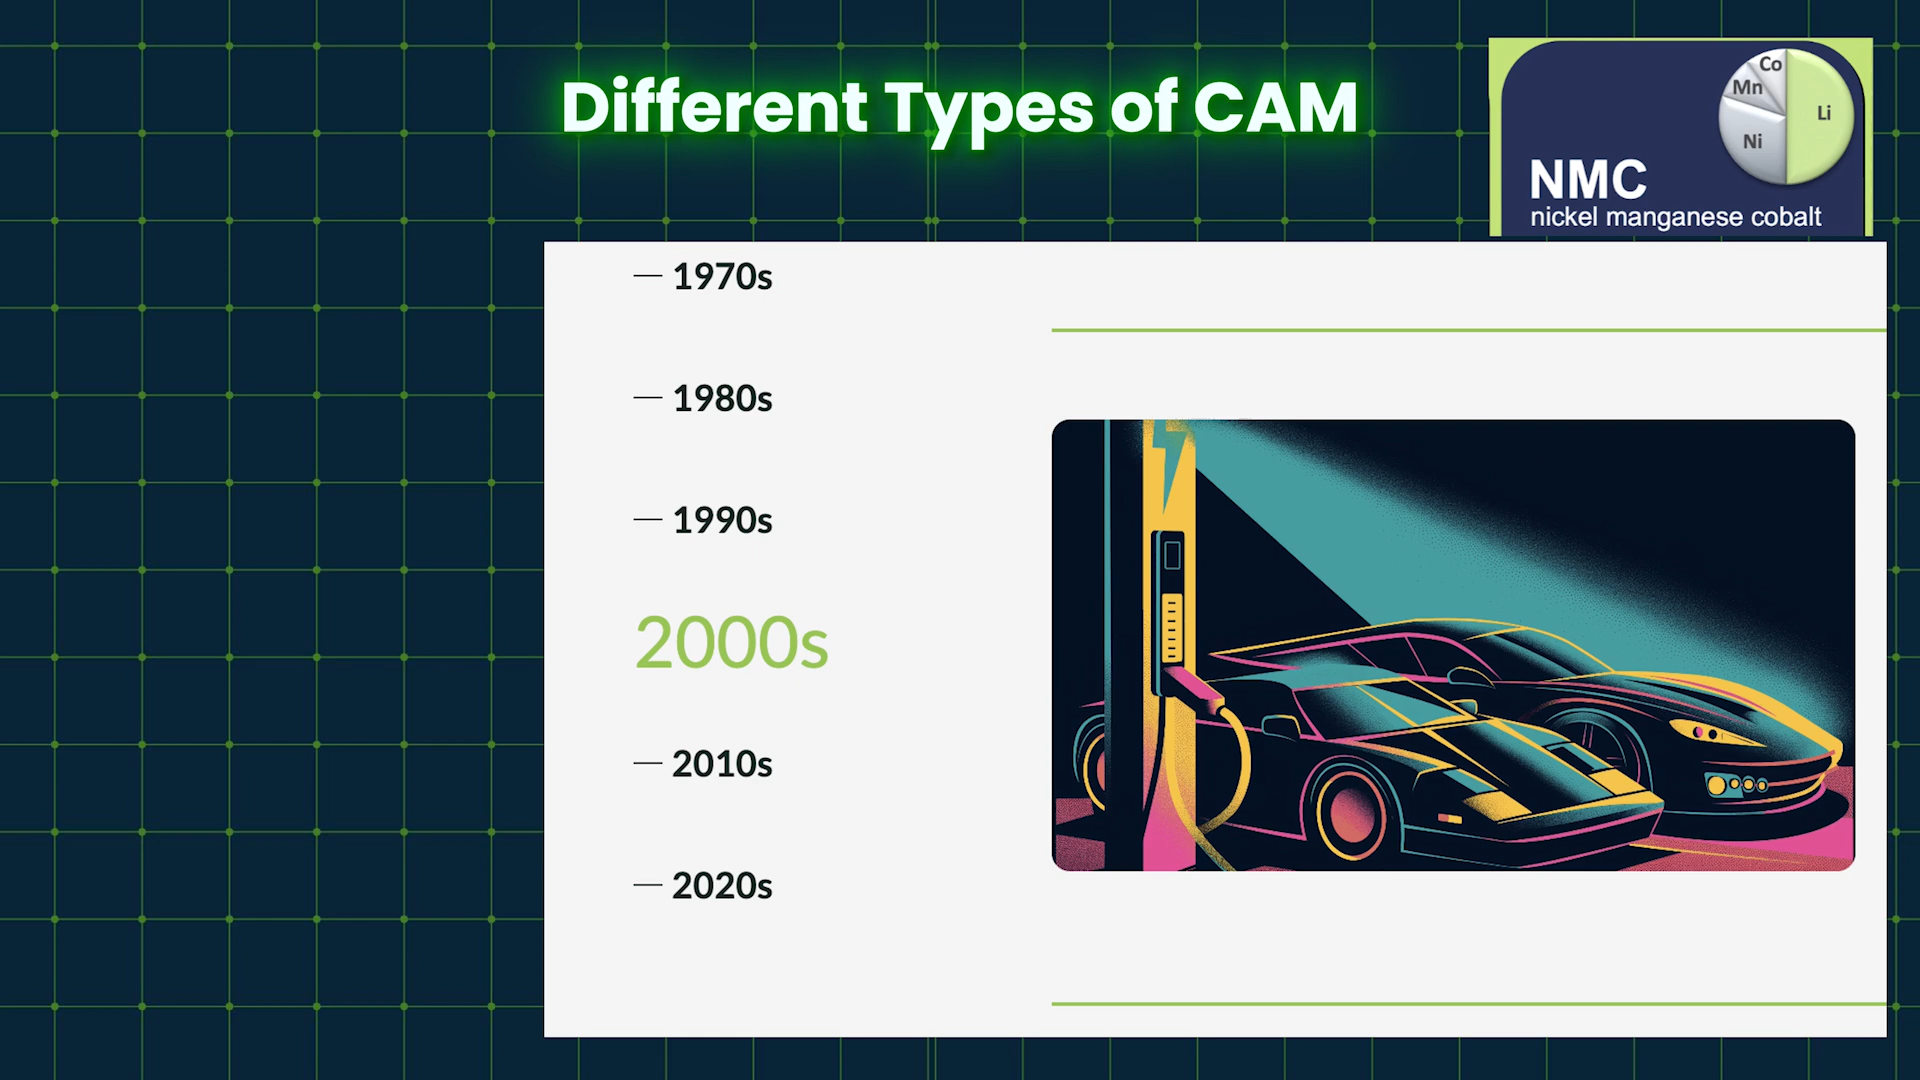 Different Types of CAM
Co
Mn
Li
Ni
NMC
nickel manganese cobalt
1970s
1980s
1990s
2000s
2010s
2020s